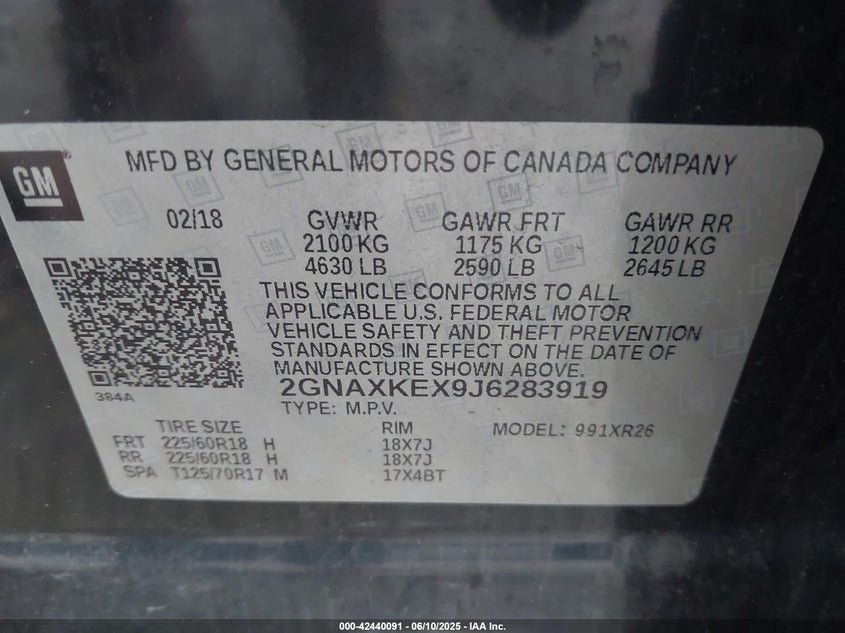 GM
MFD BY GENERAL MOTORS OF CANADA COMPANY
02/18 GVWR GAWR FRT GAWR RR
2100 KG 1175 KG 1200 KG
4630 LB 2590 LB 2645 LB
THIS VEHICLE CONFORMS TO ALL
APPLICABLE U.S. FEDERAL MOTOR
VEHICLE SAFETY AND THEFT PREVENTION
STANDARDS IN EFFECT ON THE DATE OF
MANUFACTURE SHOWN ABOVE.
384A
2GNAXKEX9J6283919
TYPE: M.P.V.
TIRE SIZE RIM MODEL: 991XR26
FRT 225/60R18 H 18X7J
RR 225/60R18 H 18X7J
SPA T125/70R17 M 17X4BT
000-42440091 - 06/10/2025 - IAA Inc.